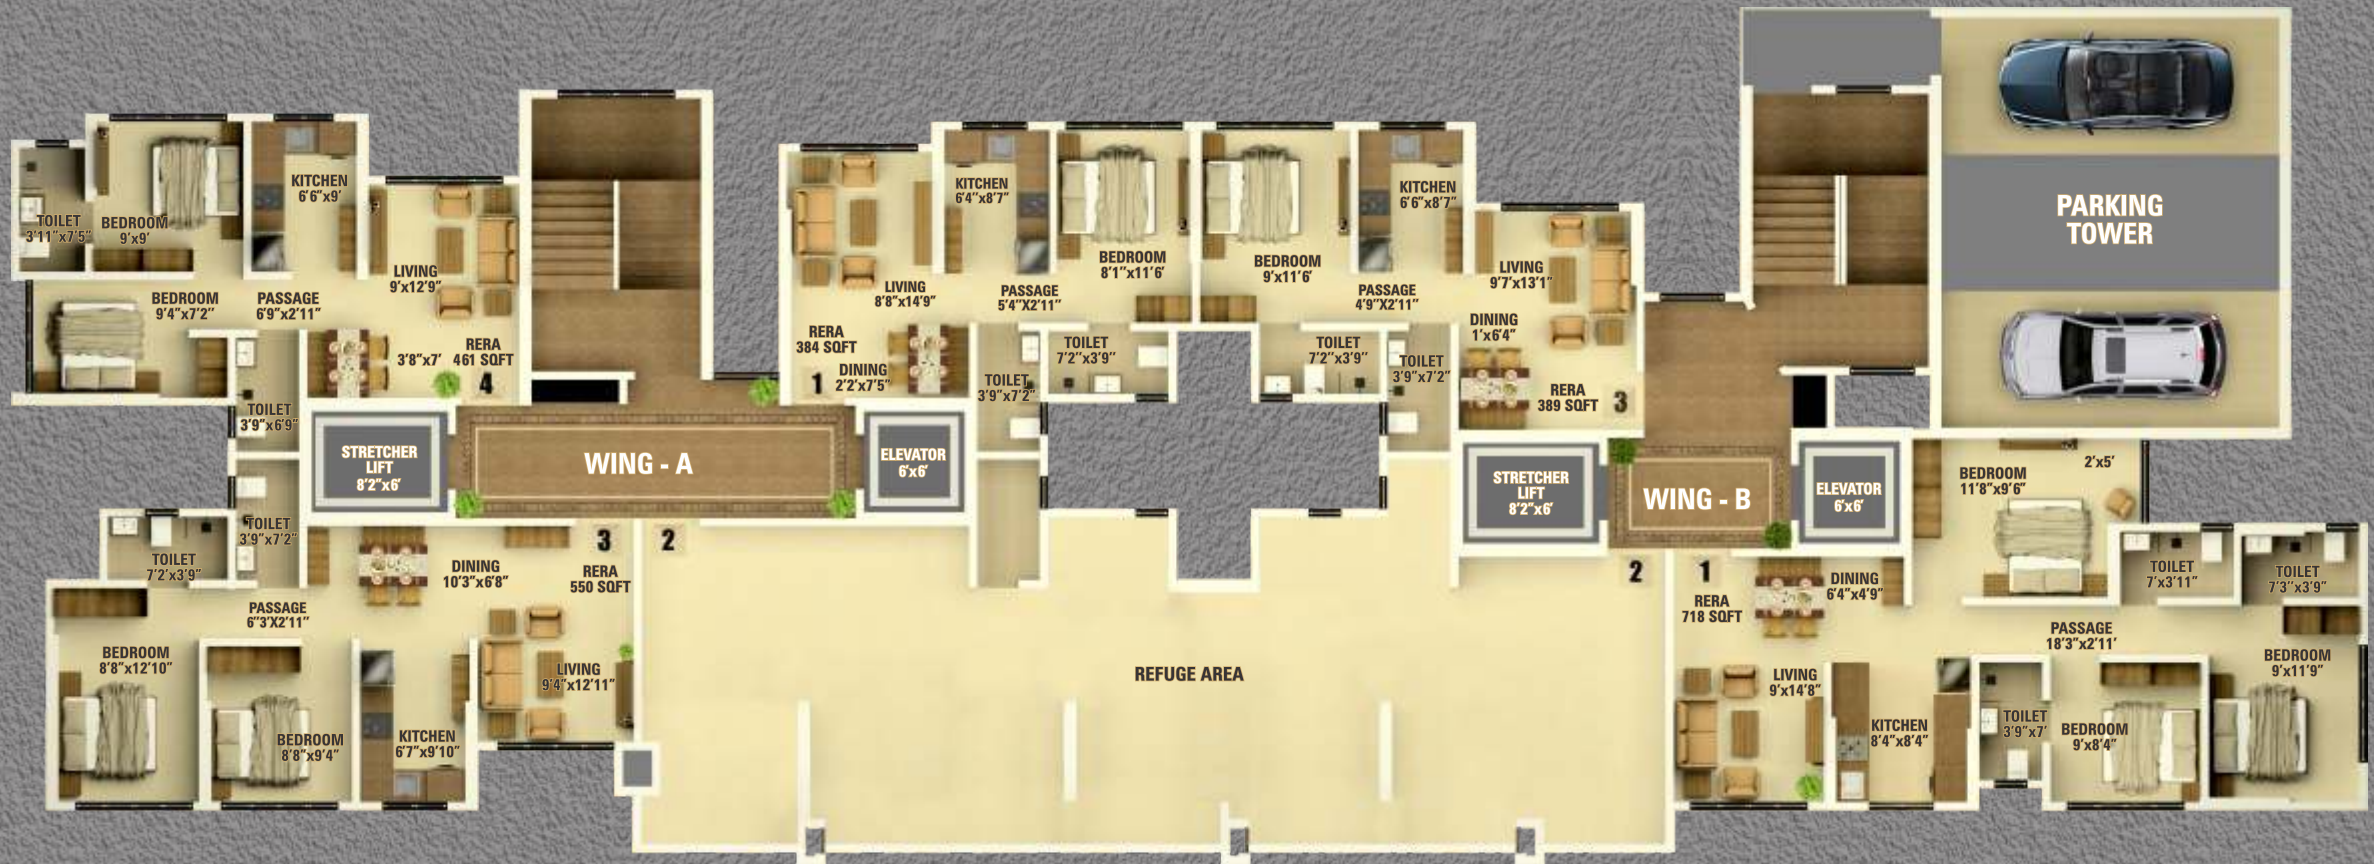 TOILET
3'11"x7'5"
BEDROOM
9'x9'
KITCHEN
6'6"x9'
LIVING
9'x12'9"
BEDROOM
9'4"x7'2"
PASSAGE
6'9"x2'11"
3'8"x7'
RERA
461 SQFT
4
TOILET
3'9"x6'9"
STRETCHER
LIFT
8'2"x6'
WING - A
ELEVATOR
6'x6'
LIVING
8'8"x14'9"
KITCHEN
6'4"x8'7"
BEDROOM
8'1"x11'6'
PASSAGE
5'4"X2'11"
RERA
384 SQFT
1
DINING
2'2'x7'5"
TOILET
3'9"x7'2"
TOILET
7'2"x3'9"
BEDROOM
9'x11'6'
KITCHEN
6'6"x8'7"
PASSAGE
4'9"X2'11"
LIVING
9'7"x13'1"
DINING
1'x6'4"
TOILET
7'2"x3'9"
TOILET
3'9"x7'2"
RERA
389 SQFT
3
PARKING
TOWER
STRETCHER
LIFT
8'2"x6'
WING - B
ELEVATOR
6'x6'
TOILET
3'9"x7'2"
TOILET
7'2'x3'9"
DINING
10'3"x6'8"
3
2
RERA
550 SQFT
PASSAGE
6"3'X2'11"
BEDROOM
8'8"x12'10"
BEDROOM
8'8"x9'4"
KITCHEN
6'7"x9'10"
LIVING
9'4"x12'11"
REFUGE AREA
2
1
RERA
718 SQFT
DINING
6'4"x4'9"
BEDROOM
11'8"x9'6"
2'x5'
TOILET
7'x3'11"
TOILET
7'3"x3'9"
PASSAGE
18'3"x2'11'
LIVING
9'x14'8"
KITCHEN
8'4"x8'4"
TOILET
3'9"x7'
BEDROOM
9'x8'4"
BEDROOM
9'x11'9"